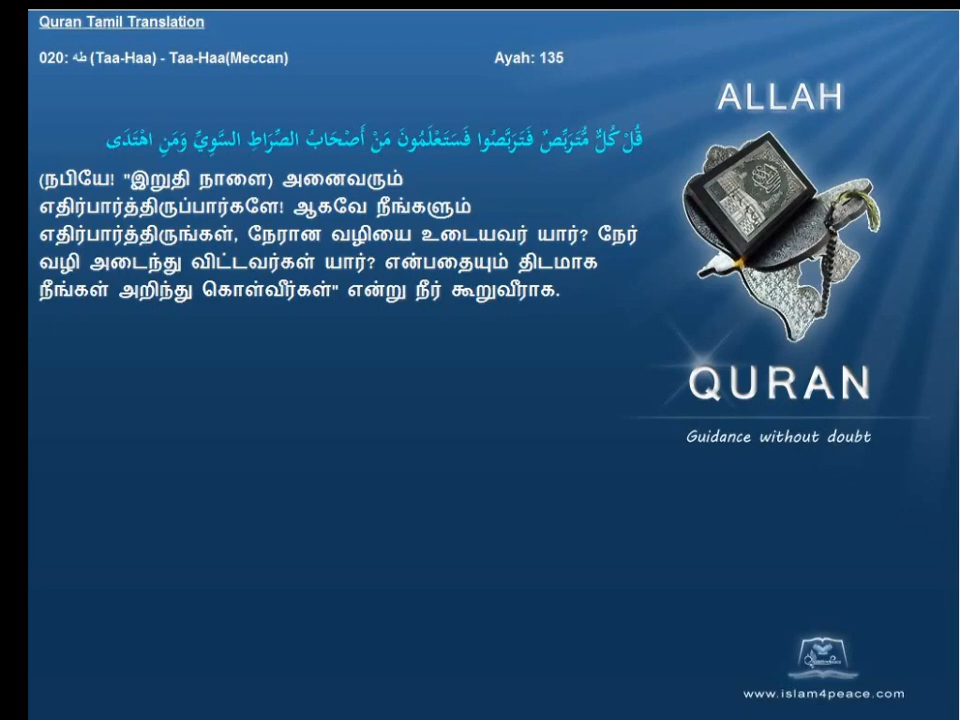 Quran Tamil Translation
020: طه (Taa-Haa) - Taa-Haa(Meccan) Ayah: 135
قُلْ كُلٌّ مُّتَرَبِّصٌ فَتَرَبَّصُوا فَسَتَعْلَمُونَ مَنْ أَصْحَابُ الصِّرَاطِ السَّوِيِّ وَمَنِ اهْتَدَى
(நபியே! "இறுதி நாளை) அனைவரும்
எதிர்பார்த்திருப்பார்களே! ஆகவே நீங்களும்
எதிர்பார்த்திருங்கள், நேரான வழியை உடையவர் யார்? நேர்
வழி அடைந்து விட்டவர்கள் யார்? என்பதையும் திடமாக
நீங்கள் அறிந்து கொள்வீர்கள்" என்று நீர் கூறுவீராக.
ALLAH
QURAN
Guidance without doubt
www.islam4peace.com